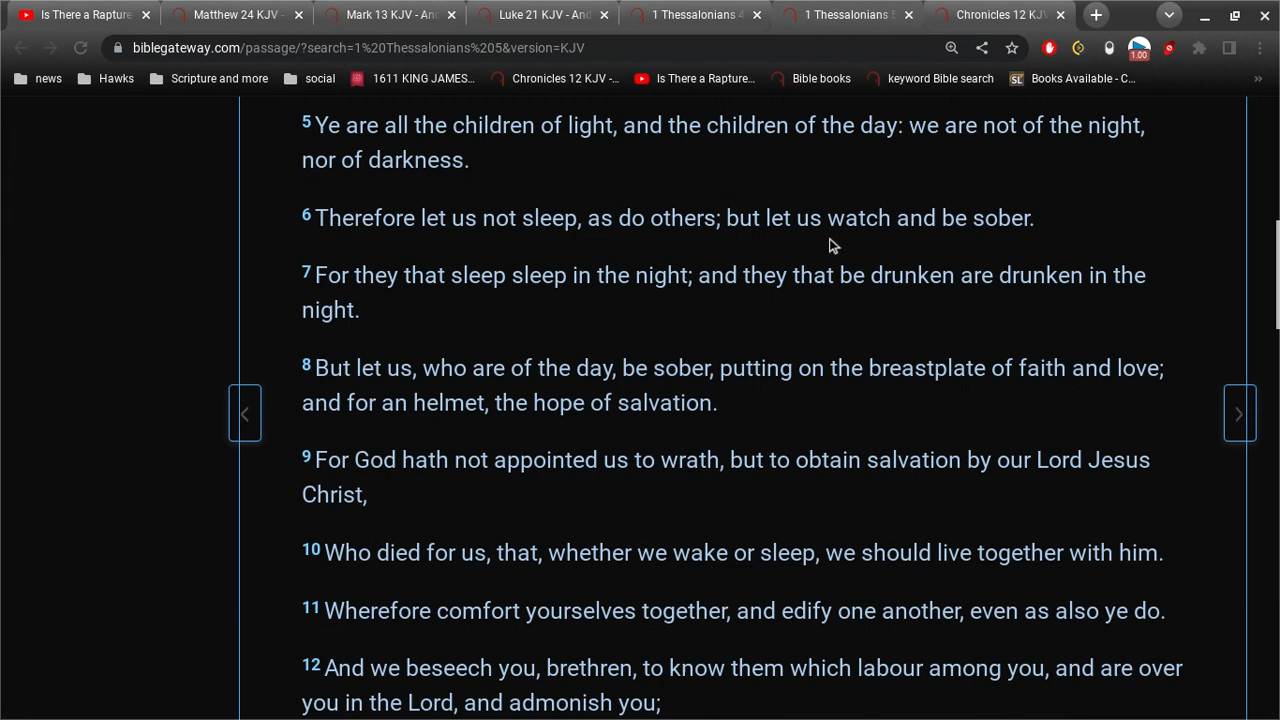 Is There a Rapture
Matthew 24 KJV -
Mark 13 KJV - And
Luke 21 KJV - And
1 Thessalonians 4
1 Thessalonians 5
Chronicles 12 KJV
biblegateway.com/passage/?search=1%20Thessalonians%205&version=KJV
1.00
news
Hawks
Scripture and more
social
1611 KING JAMES...
Chronicles 12 KJV -...
Is There a Rapture...
Bible books
keyword Bible search
SL
Books Available - C...
»
5 Ye are all the children of light, and the children of the day: we are not of the night,
nor of darkness.
6 Therefore let us not sleep, as do others; but let us watch and be sober.
7 For they that sleep sleep in the night; and they that be drunken are drunken in the
night.
8 But let us, who are of the day, be sober, putting on the breastplate of faith and love;
and for an helmet, the hope of salvation.
9 For God hath not appointed us to wrath, but to obtain salvation by our Lord Jesus
Christ,
10 Who died for us, that, whether we wake or sleep, we should live together with him.
11 Wherefore comfort yourselves together, and edify one another, even as also ye do.
12 And we beseech you, brethren, to know them which labour among you, and are over
you in the Lord, and admonish you;